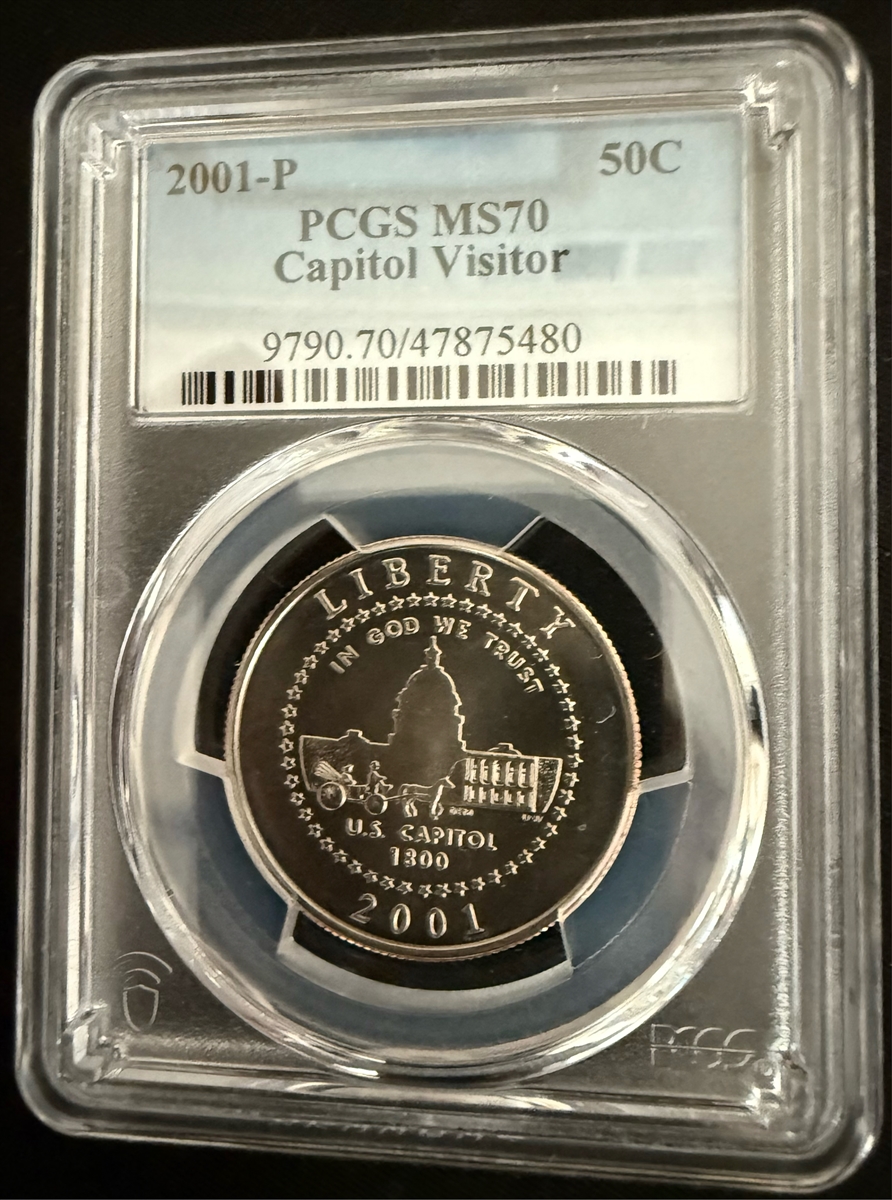 2001-P 50C
PCGS MS70
Capitol Visitor
9790.70/47875480
LIBERTY
IN GOD WE TRUST
U.S. CAPITOL
1800
2001
PCGS